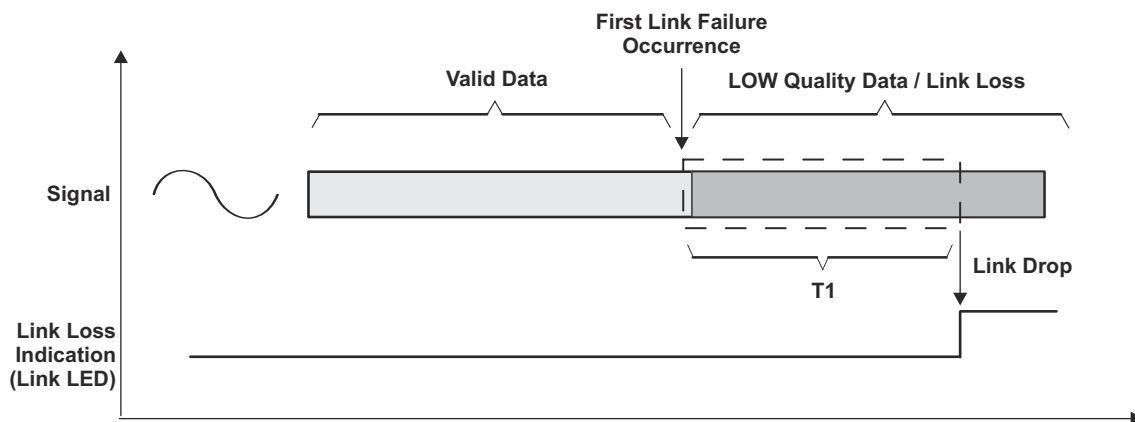 First Link Failure
Occurrence
Valid Data
LOW Quality Data / Link Loss
Signal
T1
Link Drop
Link Loss
Indication
(Link LED)